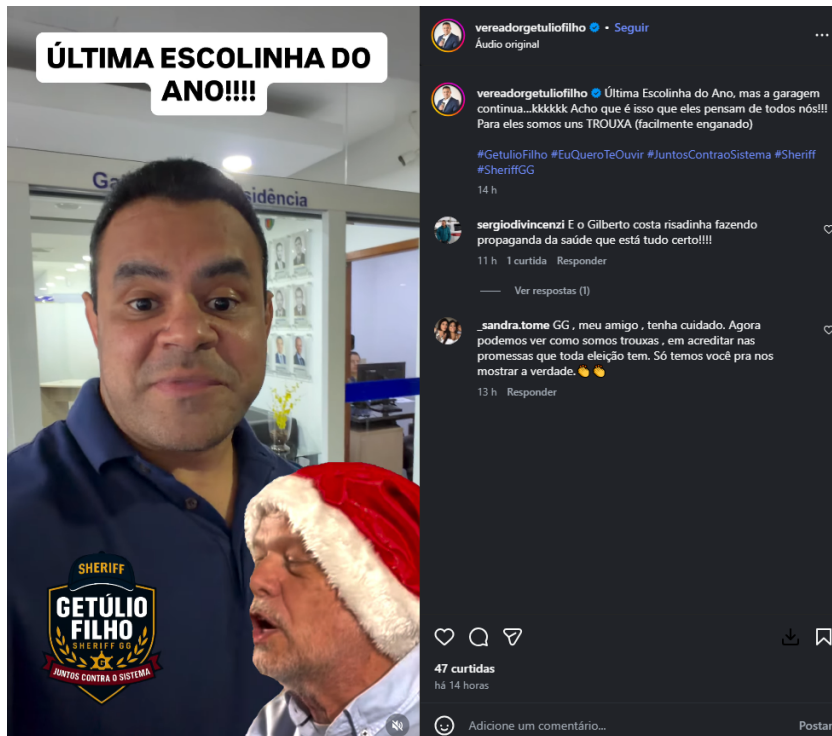 ÚLTIMA ESCOLINHA DO
ANO!!!!
Ga
sidência
SHERIFF
GETÚLIO
FILHO
SHERIFF GG
G
JUNTOS CONTRA O SISTEMA
vereadorgetuliofilho • Seguir
Áudio original
vereadorgetuliofilho Última Escolinha do Ano, mas a garagem
continua...kkkkkk Acho que é isso que eles pensam de todos nós!!!
Para eles somos uns TROUXA (facilmente enganado)
#GetulioFilho #EuQueroTeOuvir #JuntosContraoSistema #Sheriff
#SheriffGG
14 h
sergiodivincenzi E o Gilberto costa risadinha fazendo
propaganda da saúde que está tudo certo!!!!
11 h 1 curtida Responder
Ver respostas (1)
_sandra.tome GG , meu amigo , tenha cuidado. Agora
podemos ver como somos trouxas , em acreditar nas
promessas que toda eleição tem. Só temos você pra nos
mostrar a verdade.👏👏
13 h Responder
47 curtidas
há 14 horas
Adicione um comentário...
Postar